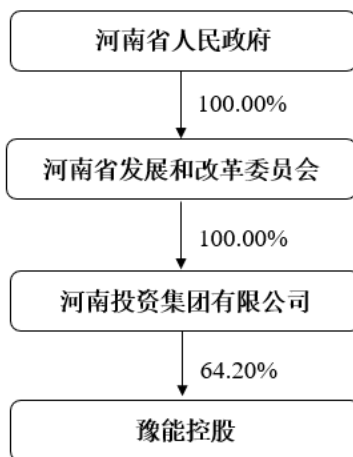 河南省人民政府
100.00%
河南省发展和改革委员会
100.00%
河南投资集团有限公司
64.20%
豫能控股